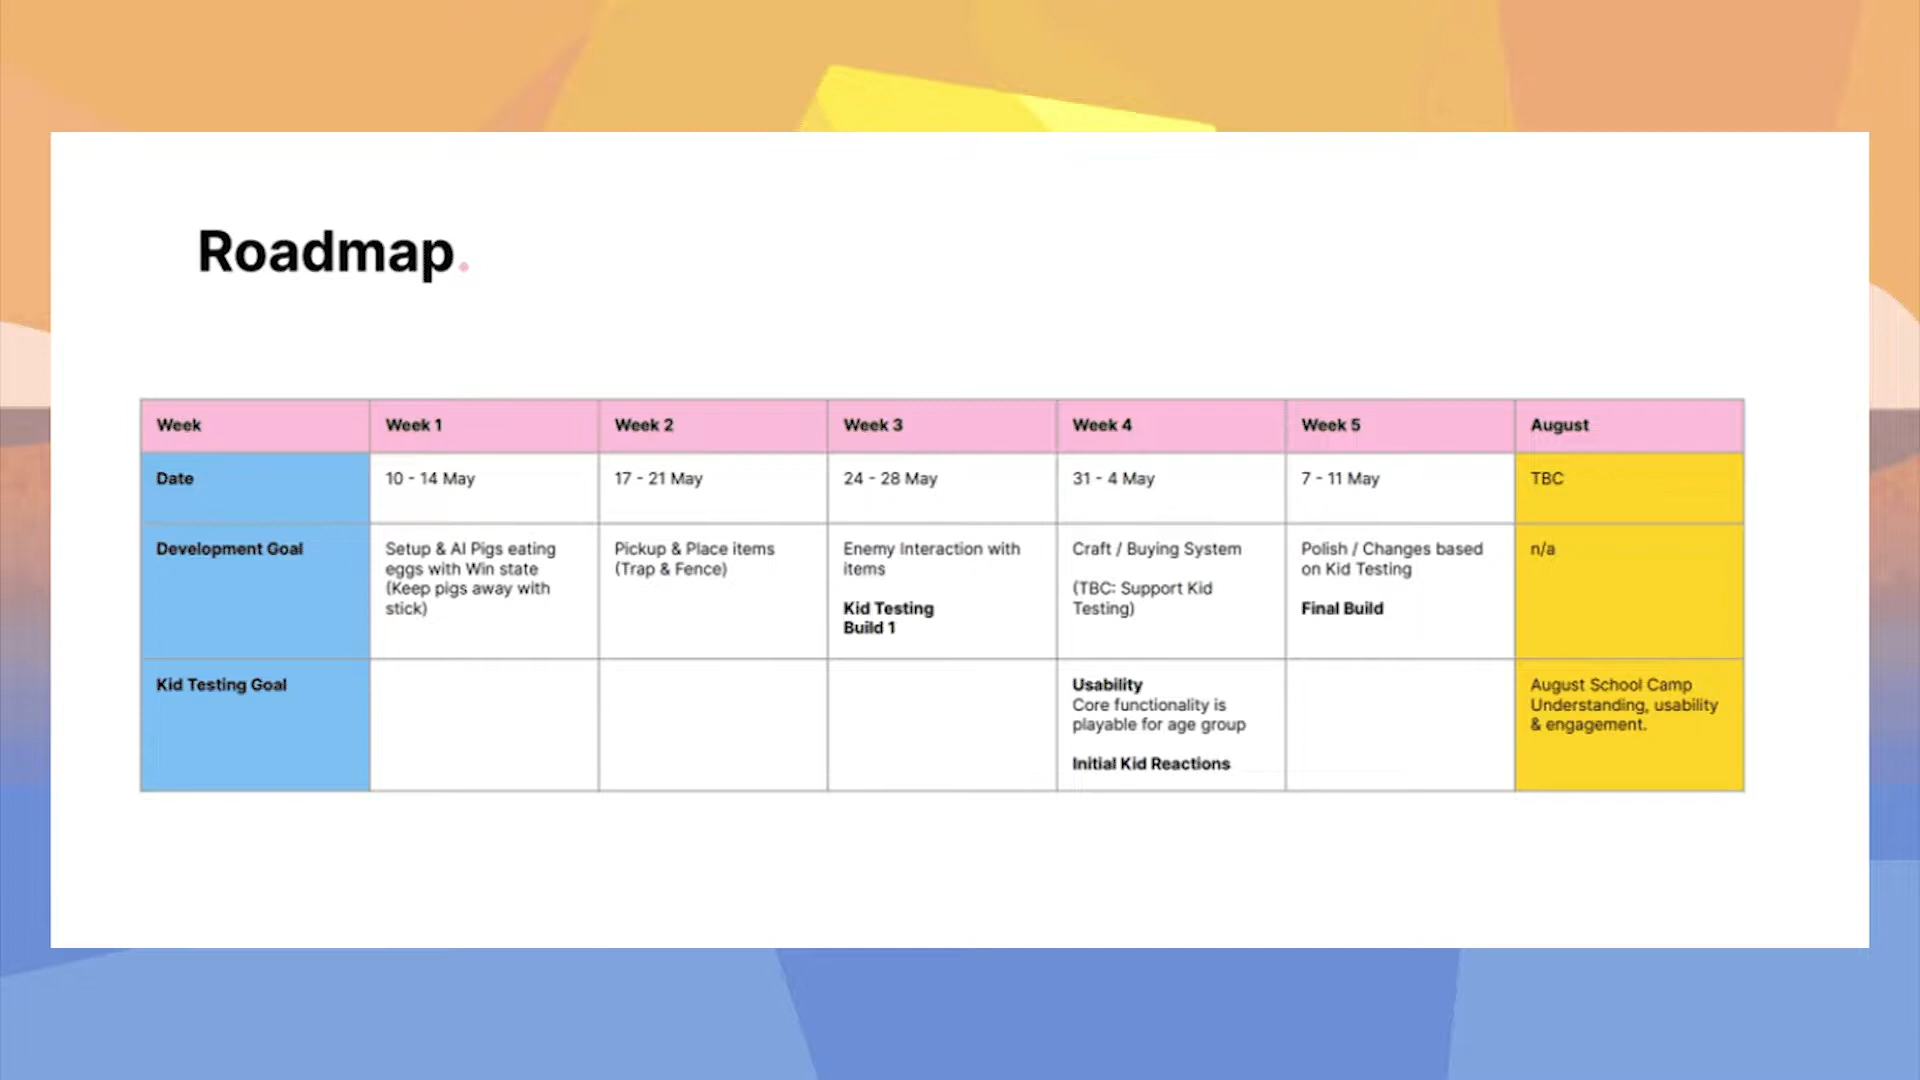 Roadmap.
Week
Week 1
Week 2
Week 3
Week 4
Week 5
August
Date
10 - 14 May
17 - 21 May
24 - 28 May
31 - 4 May
7 - 11 May
TBC
Development Goal
Setup & AI Pigs eating
eggs with Win state
(Keep pigs away with
stick)
Pickup & Place items
(Trap & Fence)
Enemy Interaction with
items
Kid Testing
Build 1
Craft / Buying System
(TBC: Support Kid
Testing)
Polish / Changes based
on Kid Testing
Final Build
n/a
Kid Testing Goal
Usability
Core functionality is
playable for age group
Initial Kid Reactions
August School Camp
Understanding, usability
& engagement.